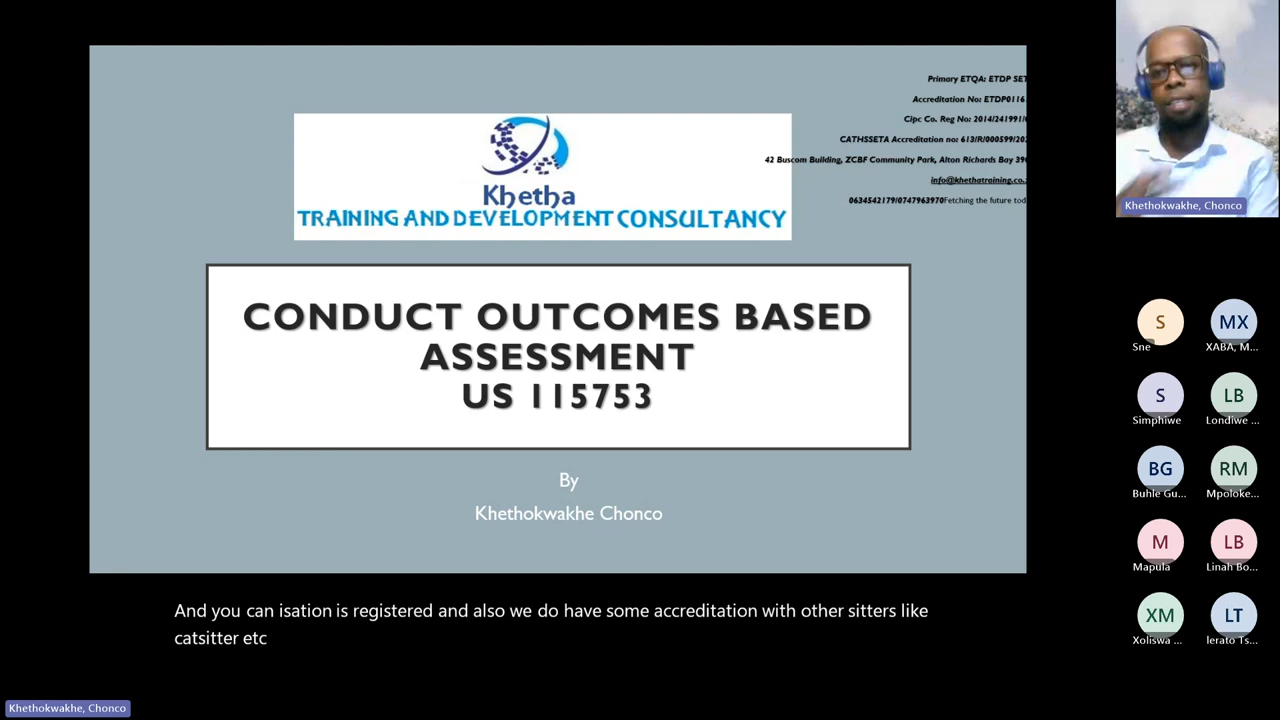 Primary ETQA: ETDP SET
Accreditation No: ETDP0116
Cipc Co. Reg No: 2014/241991/
CATHSSETA Accreditation no: 613/R/000599/20
42 Buscom Building, ZCBF Community Park, Alton Richards Bay 390
info@khethatraining.co.
0634542179/0747963970Fetching the future tod
Khetha
TRAINING AND DEVELOPMENT CONSULTANCY
CONDUCT OUTCOMES BASED
ASSESSMENT
US 115753
By
Khethokwakhe Chonco
And you can isation is registered and also we do have some accreditation with other sitters like
catsitter etc
Khethokwakhe, Chonco
Khethokwakhe, Chonco
S
MX
Sne
XABA, M...
S
LB
Simphiwe
Londiwe ...
BG
RM
Buhle Gu...
Mpoloke...
M
LB
Mapula
Linah Bo...
XM
LT
Xoliswa ...
lerato Ts...